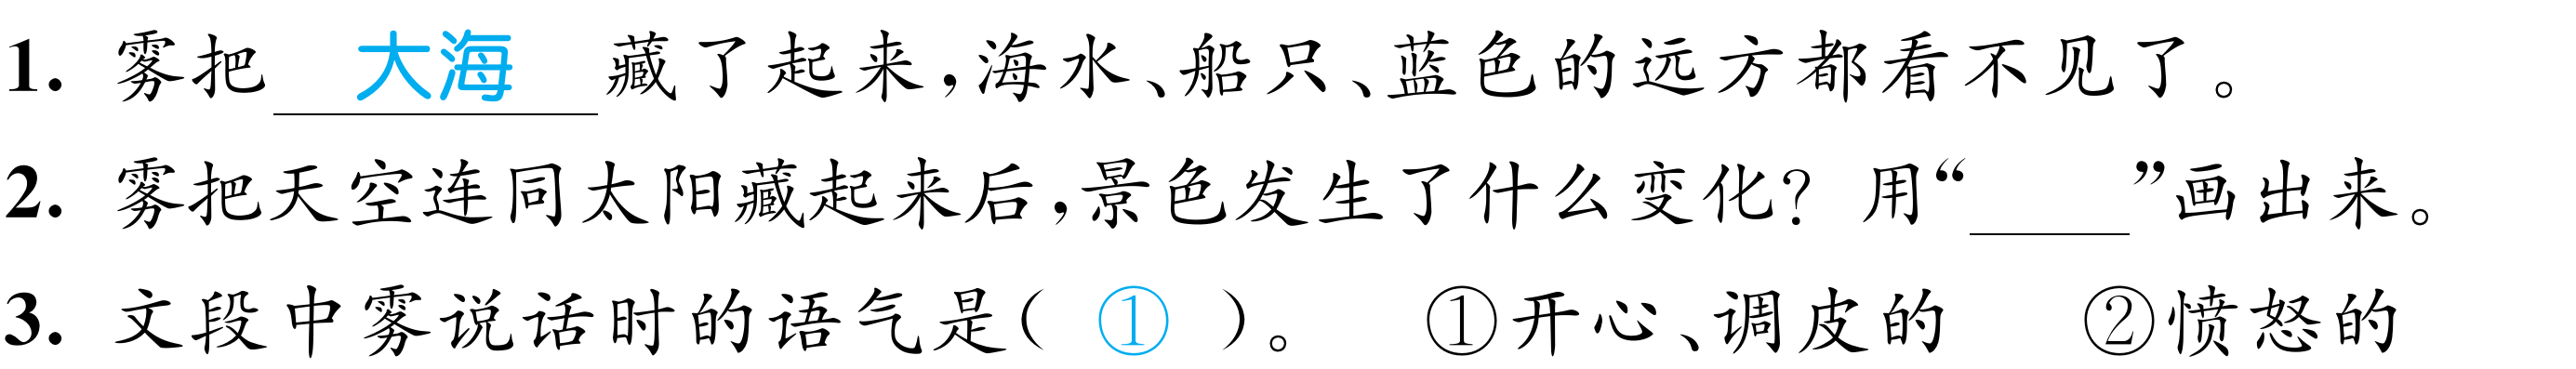 1. 雾把 大海 藏了起来,海水、船只、蓝色的远方都看不见了。
2. 雾把天空连同太阳藏起来后,景色发生了什么变化? 用“______”画出来。
3. 文段中雾说话时的语气是( ① )。 ①开心、调皮的 ②愤怒的